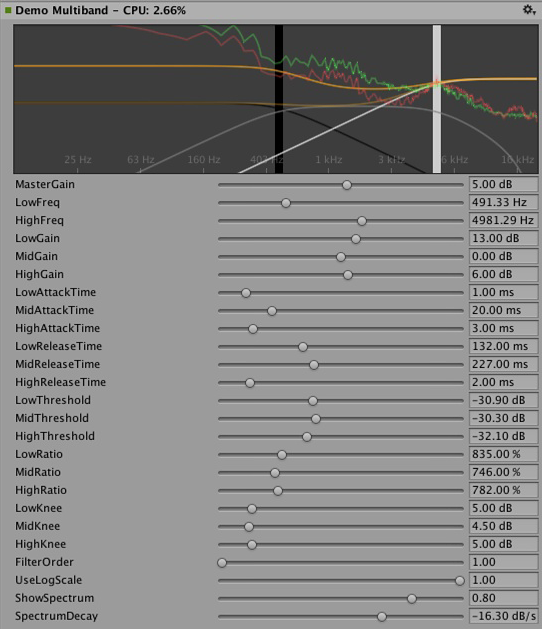 Demo Multiband – CPU: 2.66%
25 Hz 63 Hz 160 Hz 403 Hz 1 kHz 3 kHz 6 kHz 16 kHz
MasterGain 5.00 dB
LowFreq 491.33 Hz
HighFreq 4981.29 Hz
LowGain 13.00 dB
MidGain 0.00 dB
HighGain 6.00 dB
LowAttackTime 1.00 ms
MidAttackTime 20.00 ms
HighAttackTime 3.00 ms
LowReleaseTime 132.00 ms
MidReleaseTime 227.00 ms
HighReleaseTime 2.00 ms
LowThreshold -30.90 dB
MidThreshold -30.30 dB
HighThreshold -32.10 dB
LowRatio 835.00 %
MidRatio 746.00 %
HighRatio 782.00 %
LowKnee 5.00 dB
MidKnee 4.50 dB
HighKnee 5.00 dB
FilterOrder 1.00
UseLogScale 1.00
ShowSpectrum 0.80
SpectrumDecay -16.30 dB/s